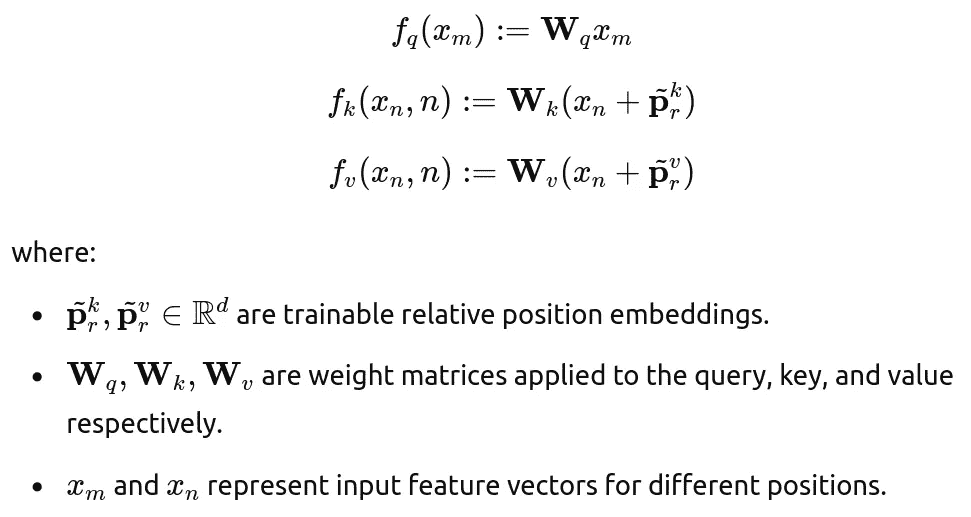 $f_q(x_m) := \mathbf{W}_q x_m$
$f_k(x_n, n) := \mathbf{W}_k(x_n + \tilde{\mathbf{p}}_r^k)$
$f_v(x_n, n) := \mathbf{W}_v(x_n + \tilde{\mathbf{p}}_r^v)$
where:
• $\tilde{\mathbf{p}}_r^k, \tilde{\mathbf{p}}_r^v \in \mathbb{R}^d$ are trainable relative position embeddings.
• $\mathbf{W}_q, \mathbf{W}_k, \mathbf{W}_v$ are weight matrices applied to the query, key, and value
respectively.
• $x_m$ and $x_n$ represent input feature vectors for different positions.